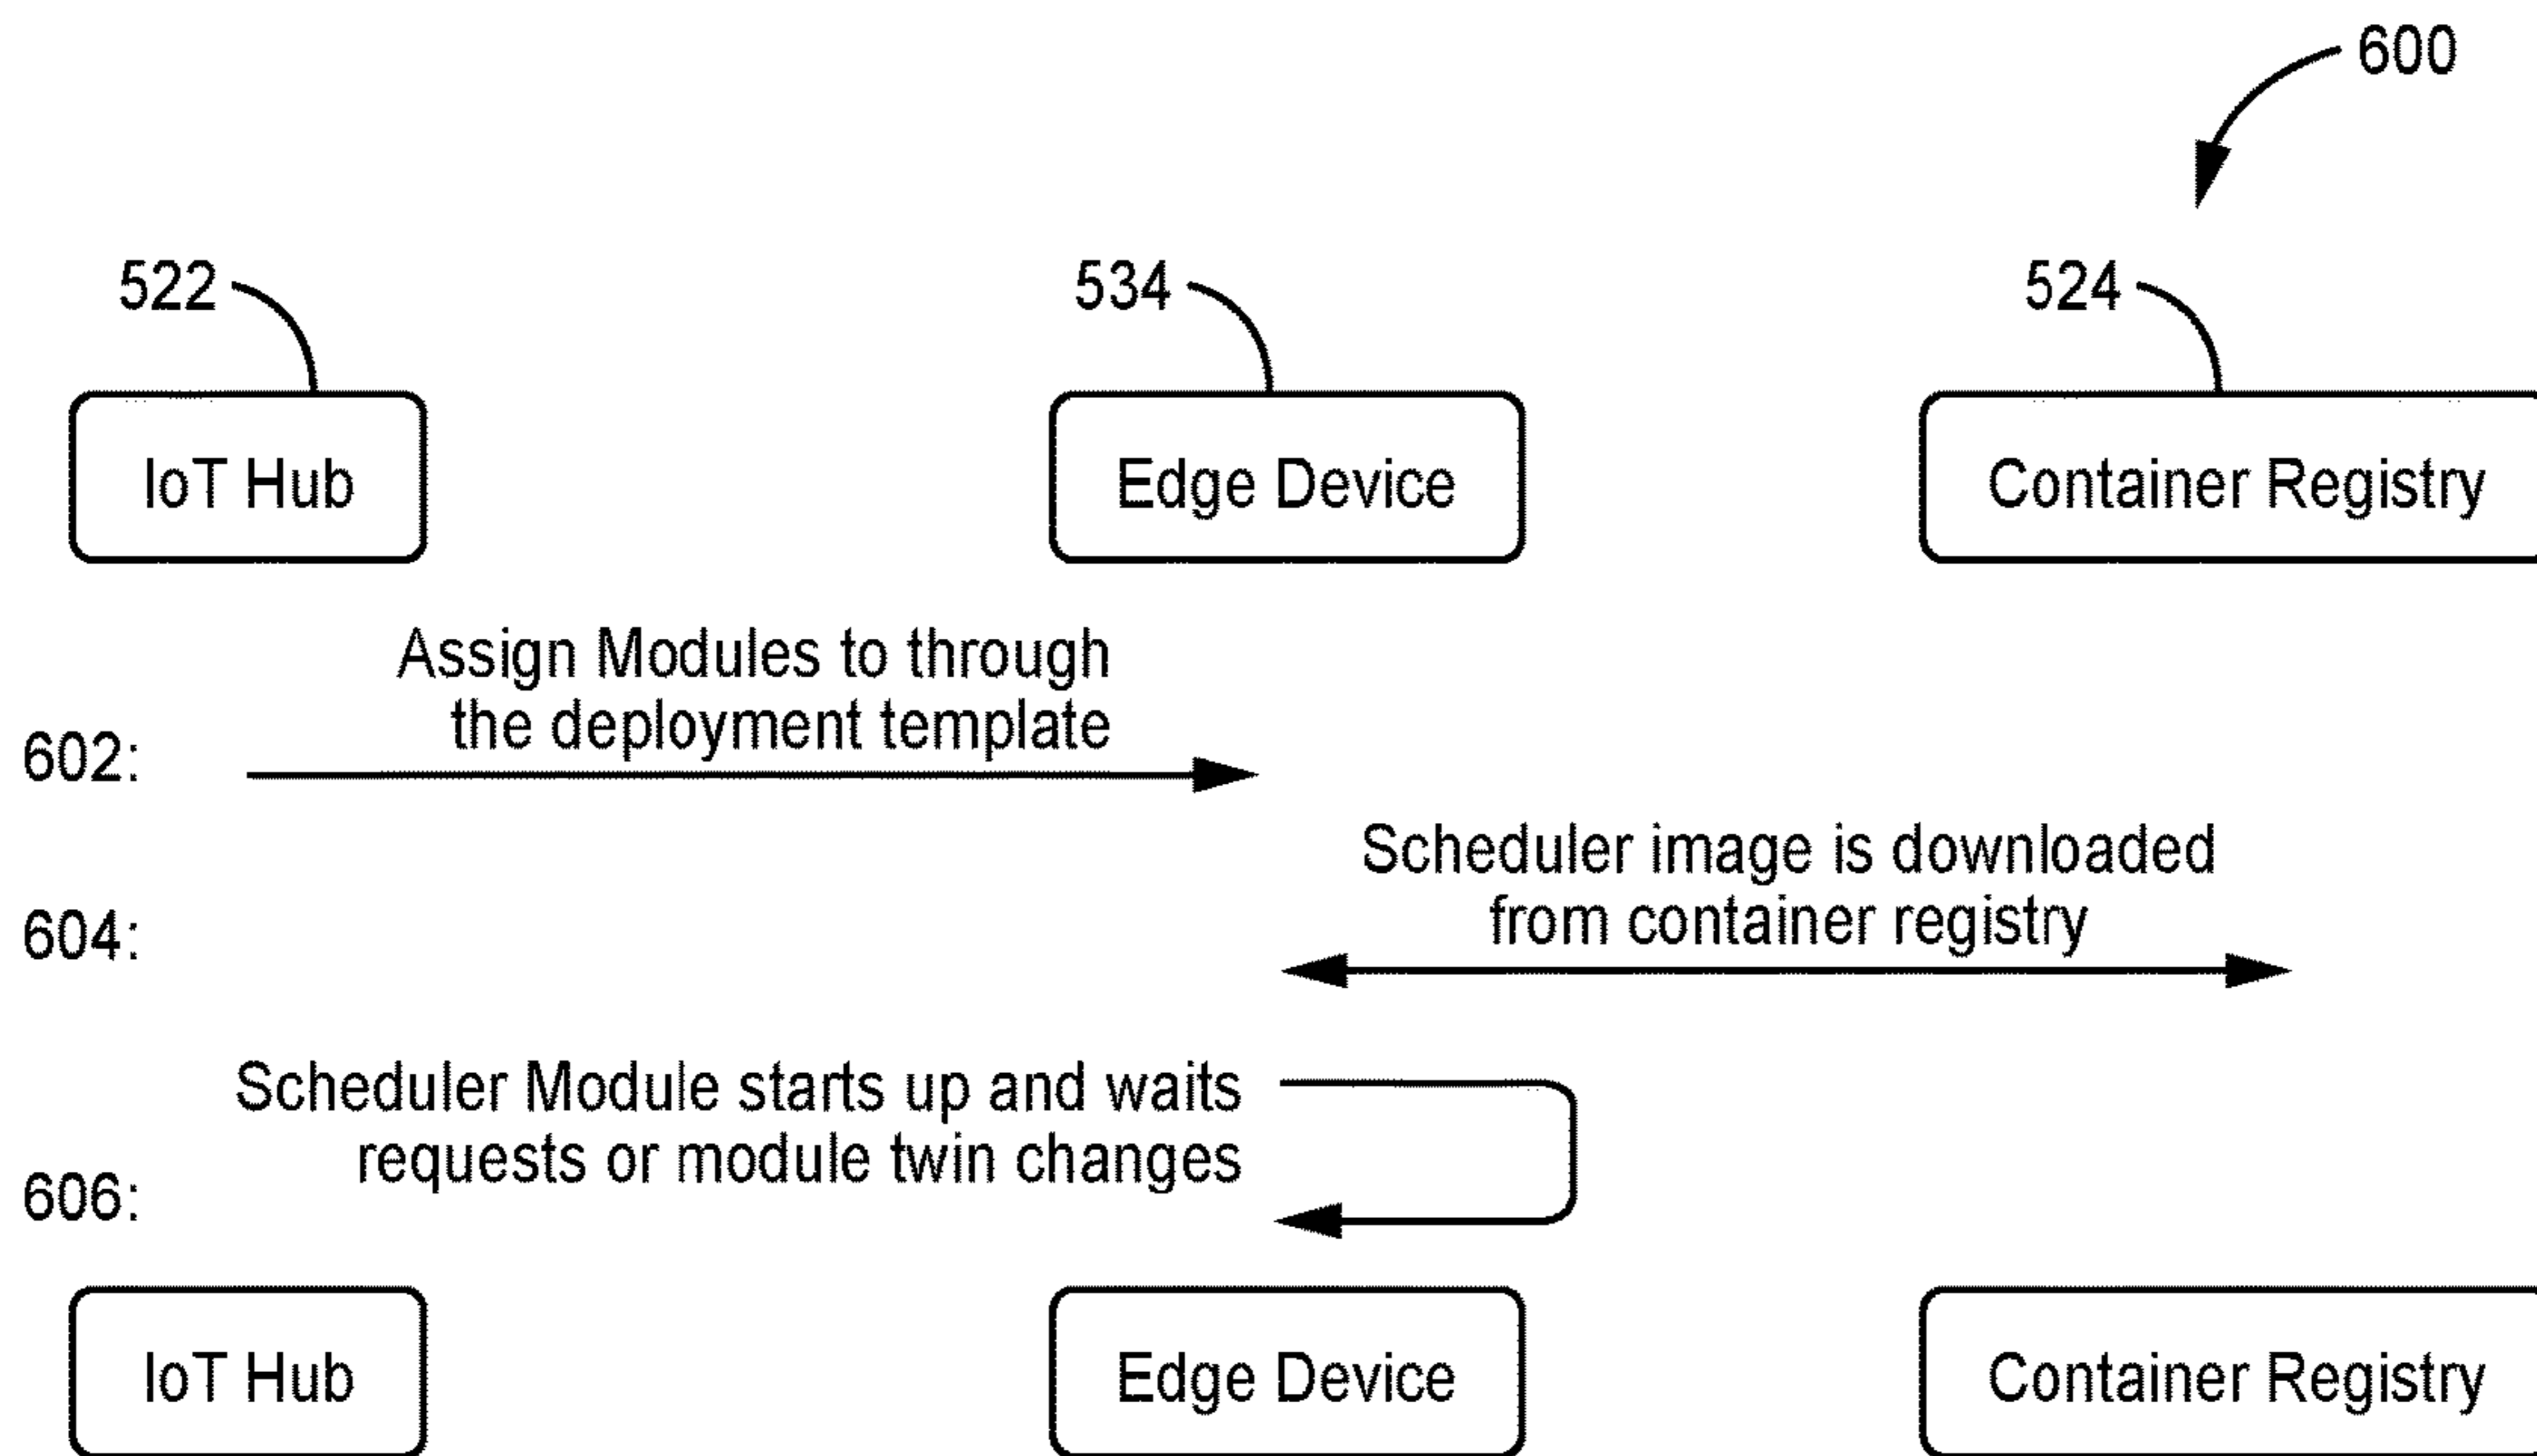 600
522
534
524
IoT Hub
Edge Device
Container Registry
Assign Modules to through
the deployment template
602:
Scheduler image is downloaded
from container registry
604:
Scheduler Module starts up and waits
requests or module twin changes
606:
IoT Hub
Edge Device
Container Registry